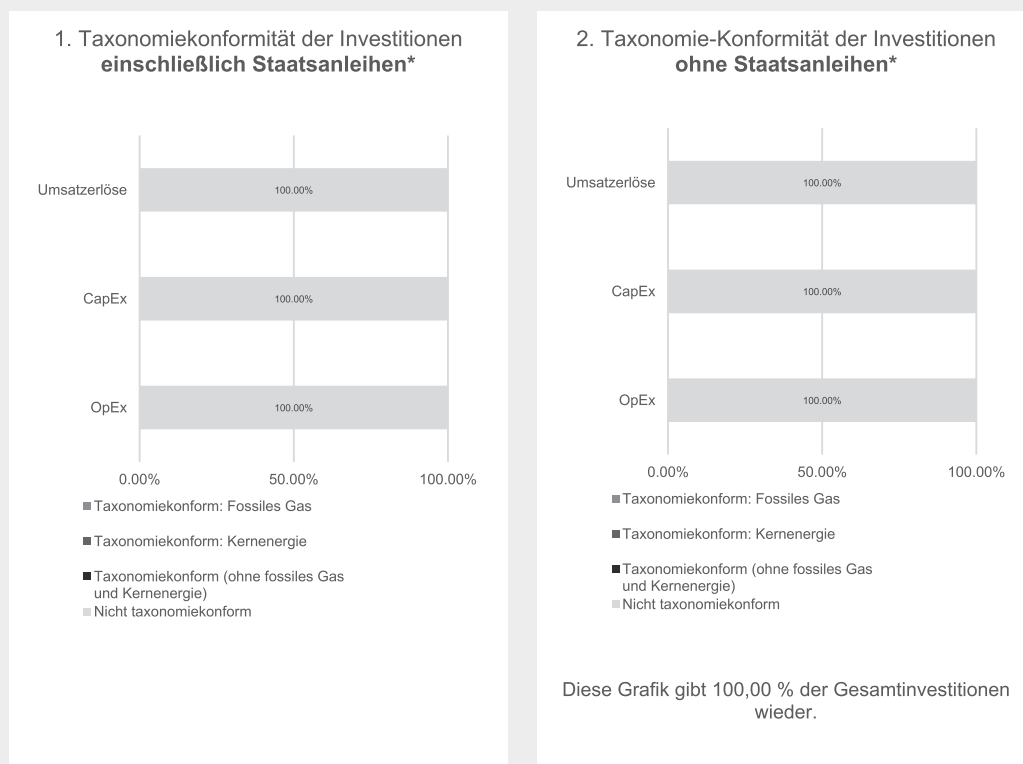 1. Taxonomiekonformität der Investitionen
einschließlich Staatsanleihen*
Umsatzerlöse
100.00%
CapEx
100.00%
OpEx
100.00%
0.00%
50.00%
100.00%
Taxonomiekonform: Fossiles Gas
Taxonomiekonform: Kernenergie
Taxonomiekonform (ohne fossiles Gas
und Kernenergie)
Nicht taxonomiekonform
2. Taxonomie-Konformität der Investitionen
ohne Staatsanleihen*
Umsatzerlöse
100.00%
CapEx
100.00%
OpEx
100.00%
0.00%
50.00%
100.00%
Taxonomiekonform: Fossiles Gas
Taxonomiekonform: Kernenergie
Taxonomiekonform (ohne fossiles Gas
und Kernenergie)
Nicht taxonomiekonform
Diese Grafik gibt 100,00 % der Gesamtinvestitionen
wieder.